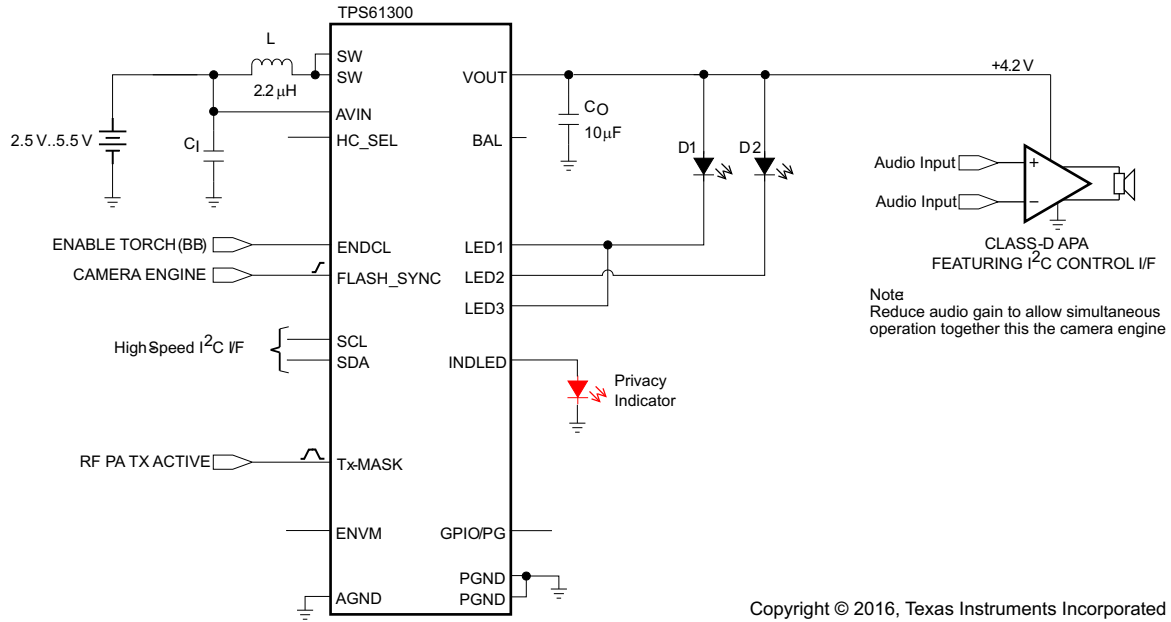 TPS61300
L
2.2 μH
SW
SW
AVIN
HC_SEL
2.5 V..5.5 V
CI
VOUT
BAL
CO
10μF
D1
D2
+4.2 V
Audio Input
Audio Input
+
−
CLASS-D APA
FEATURING I2C CONTROL I/F
Note:
Reduce audio gain to allow simultaneous
operation together this the camera engine
ENABLE TORCH (BB)
ENDCL
CAMERA ENGINE
FLASH_SYNC
LED1
LED2
LED3
High-Speed I2C I/F
SCL
SDA
INDLED
Privacy
Indicator
RF PA TX ACTIVE
Tx-MASK
ENVM
GPIO/PG
AGND
PGND
PGND
Copyright © 2016, Texas Instruments Incorporated